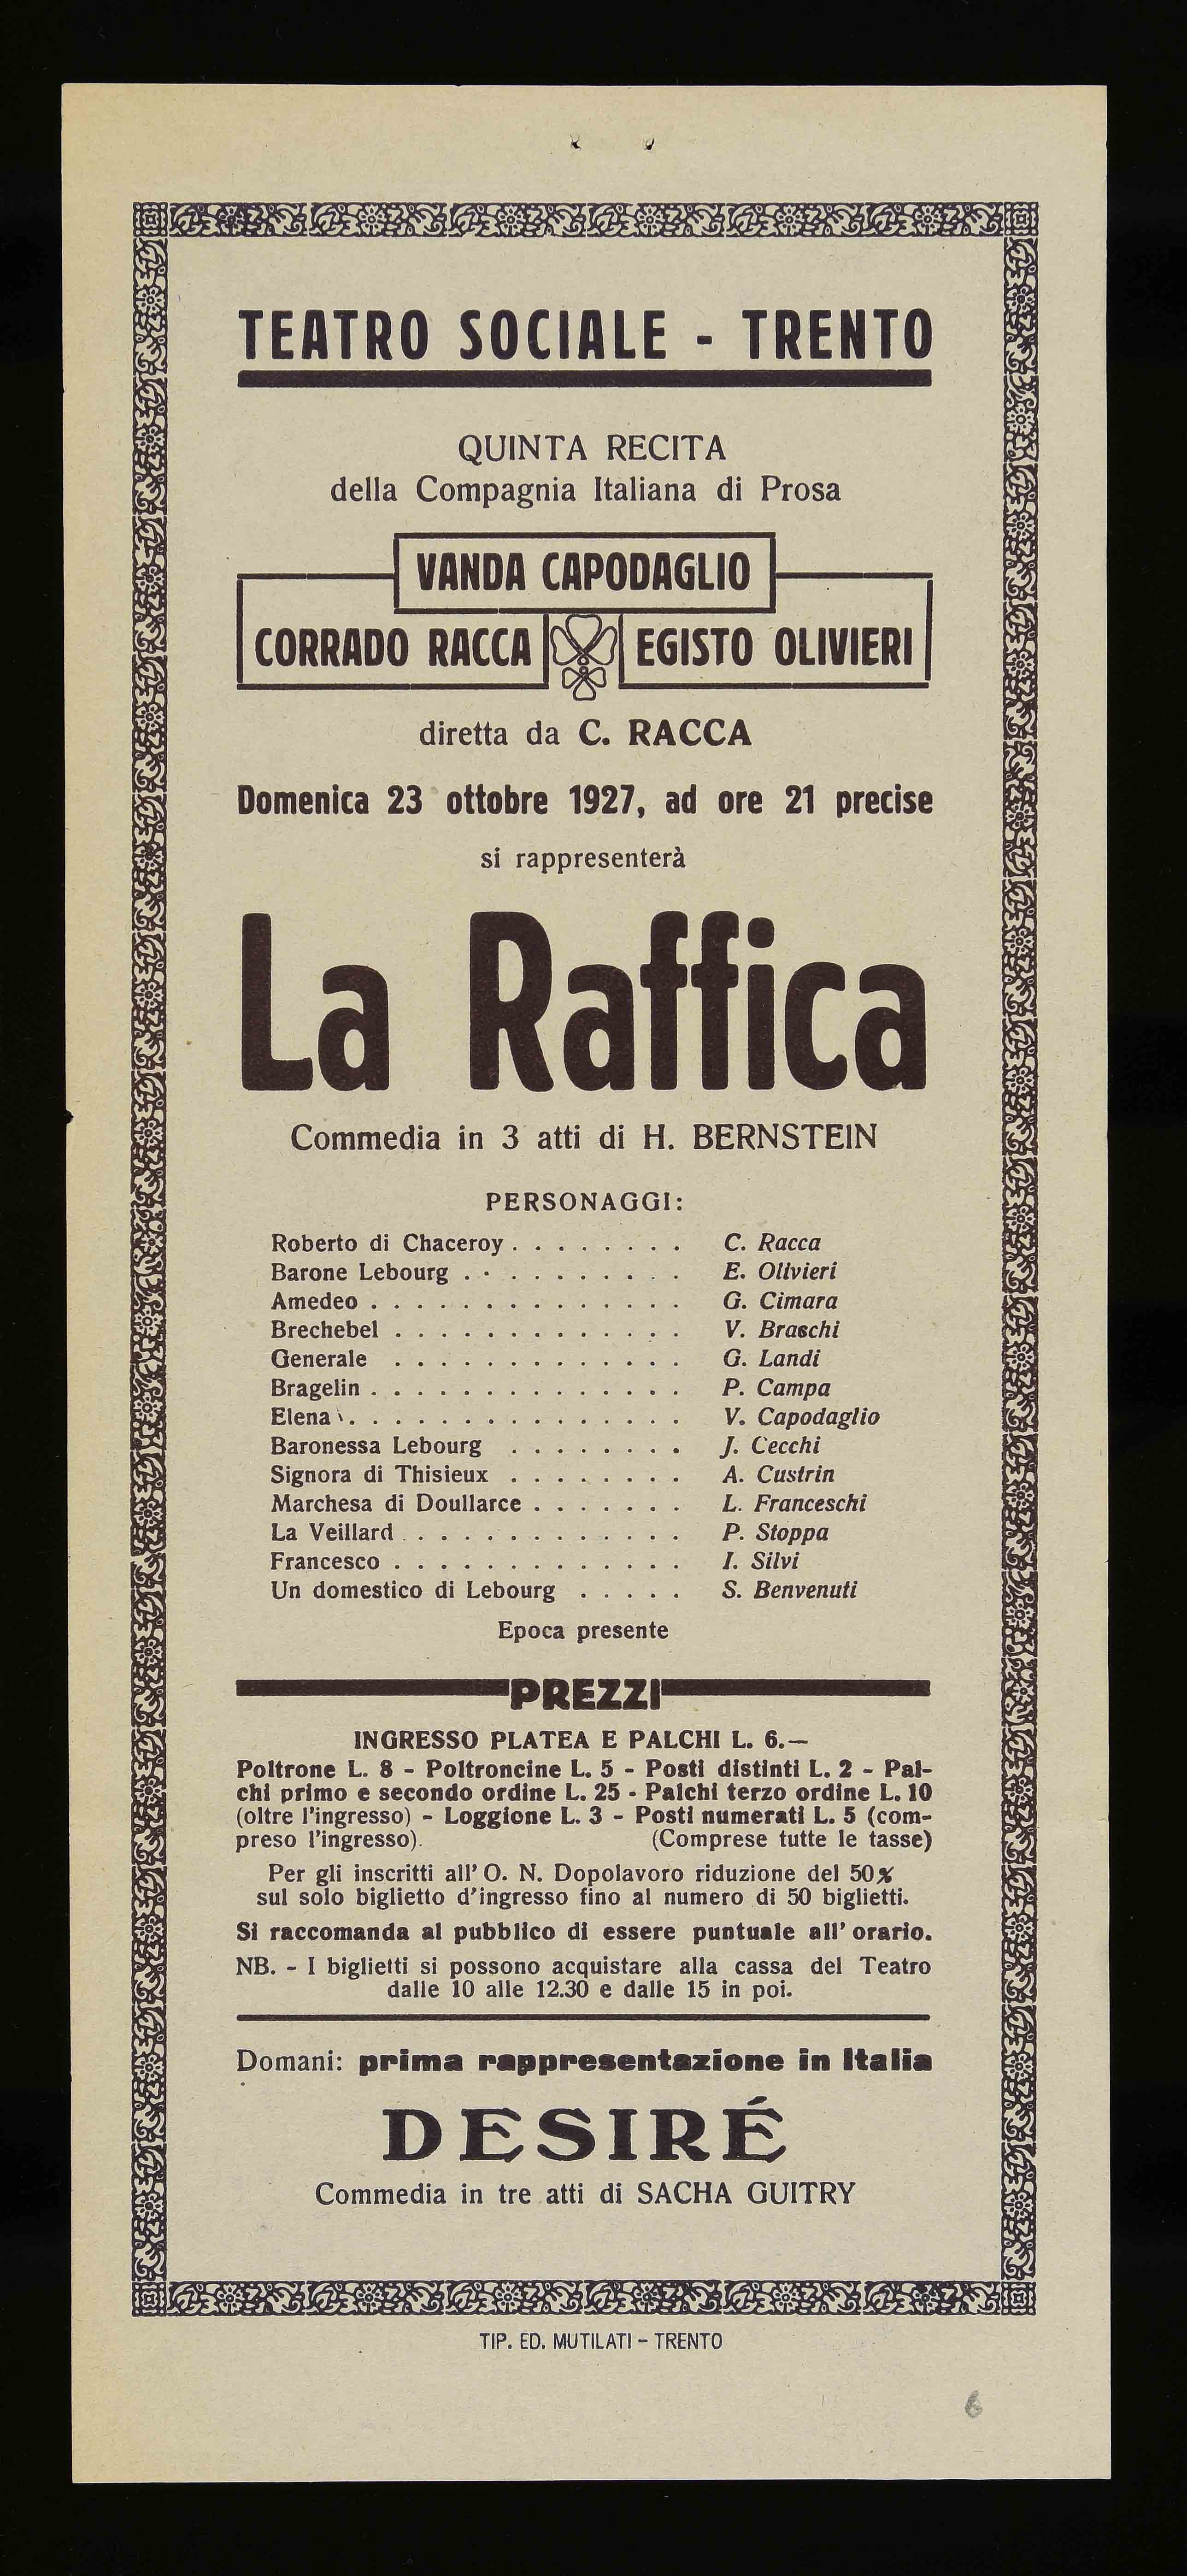 TEATRO SOCIALE - TRENTO
QUINTA RECITA
della Compagnia Italiana di Prosa
VANDA CAPODAGLIO
CORRADO RACCA EGISTO OLIVIERI
diretta da C. RACCA
Domenica 23 ottobre 1927, ad ore 21 precise
si rappresenterà
La Raffica
Commedia in 3 atti di H. BERNSTEIN
PERSONAGGI:
Roberto di Chaceroy . . . . . . . . C. Racca
Barone Lebourg . . . . . . . . . . E. Olivieri
Amedeo . . . . . . . . . . . . . . G. Cimara
Brechebel . . . . . . . . . . . . . V. Braschi
Generale . . . . . . . . . . . . . G. Landi
Bragelin . . . . . . . . . . . . . . P. Campa
Elena . . . . . . . . . . . . . . . V. Capodaglio
Baronessa Lebourg . . . . . . . . J. Cecchi
Signora di Thisieux . . . . . . . . A. Custrin
Marchesa di Doullarce . . . . . . . L. Franceschi
La Veillard . . . . . . . . . . . . . P. Stoppa
Francesco . . . . . . . . . . . . . I. Silvi
Un domestico di Lebourg . . . . . S. Benvenuti
Epoca presente
PREZZI
INGRESSO PLATEA E PALCHI L. 6.—
Poltrone L. 8 - Poltroncine L. 5 - Posti distinti L. 2 - Pal-
chi primo e secondo ordine L. 25 - Palchi terzo ordine L. 10
(oltre l'ingresso) - Loggione L. 3 - Posti numerati L. 5 (com-
preso l'ingresso). (Comprese tutte le tasse)
Per gli inscritti all' O. N. Dopolavoro riduzione del 50%
sul solo biglietto d'ingresso fino al numero di 50 biglietti.
Si raccomanda al pubblico di essere puntuale all' orario.
NB. - I biglietti si possono acquistare alla cassa del Teatro
dalle 10 alle 12.30 e dalle 15 in poi.
Domani: prima rappresentazione in Italia
DESIRÉ
Commedia in tre atti di SACHA GUITRY
TIP. ED. MUTILATI - TRENTO
6